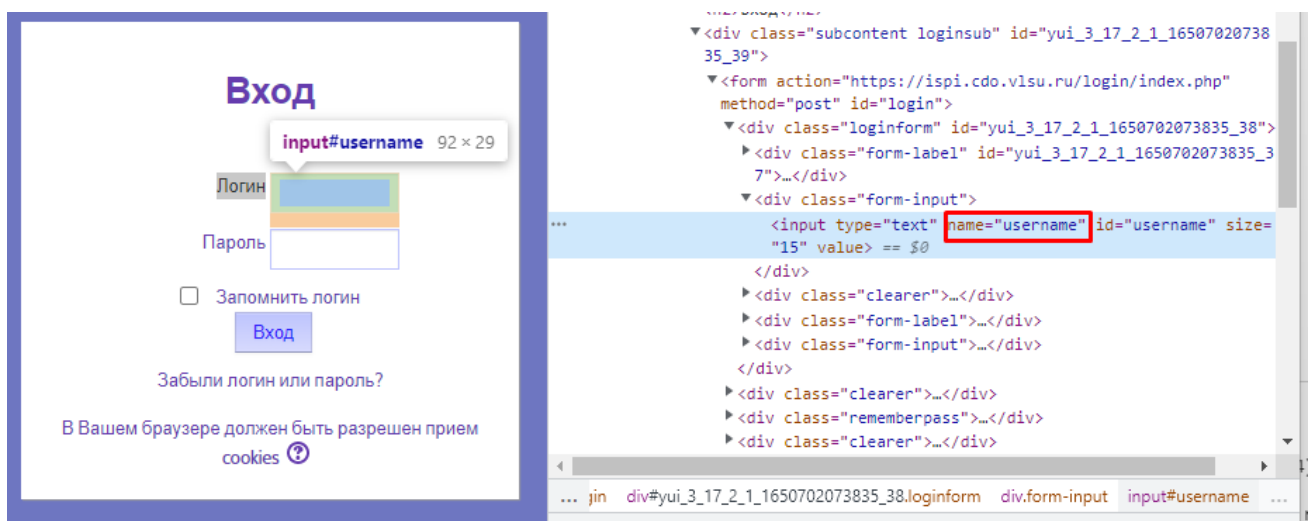 Вход
input#username 92 × 29
Логин
Пароль
Запомнить логин
Вход
Забыли логин или пароль?
В Вашем браузере должен быть разрешен прием
cookies ?
▼<div class="subcontent loginsub" id="yui_3_17_2_1_16507020738
35_39">
▼<form action="https://ispi.cdo.vlsu.ru/login/index.php"
method="post" id="login">
▼<div class="loginform" id="yui_3_17_2_1_1650702073835_38">
▶<div class="form-label" id="yui_3_17_2_1_1650702073835_3
7">…</div>
▼<div class="form-input">
<input type="text" name="username" id="username" size=
"15" value> == $0
</div>
▶<div class="clearer">…</div>
▶<div class="form-label">…</div>
▶<div class="form-input">…</div>
</div>
▶<div class="clearer">…</div>
▶<div class="rememberpass">…</div>
▶<div class="clearer">…</div>
... div#yui_3_17_2_1_1650702073835_38.loginform div.form-input input#username ...